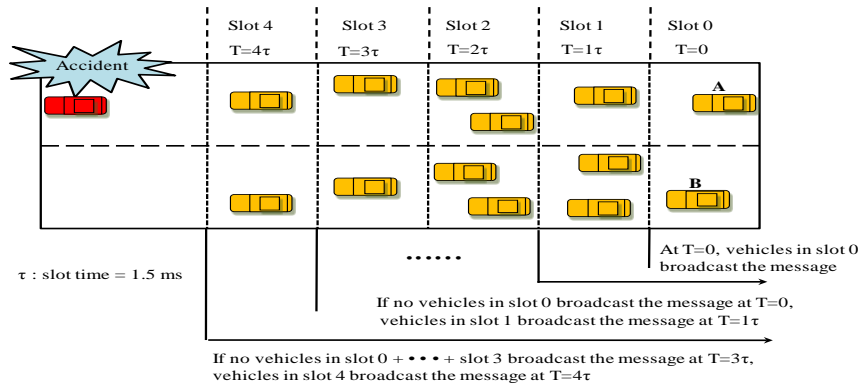 Slot 4 Slot 3 Slot 2 Slot 1 Slot 0
T=4τ T=3τ T=2τ T=1τ T=0
Accident
A
B
τ : slot time = 1.5 ms
••••••
At T=0, vehicles in slot 0
broadcast the message
If no vehicles in slot 0 broadcast the message at T=0,
vehicles in slot 1 broadcast the message at T=1τ
If no vehicles in slot 0 + • • • + slot 3 broadcast the message at T=3τ,
vehicles in slot 4 broadcast the message at T=4τ